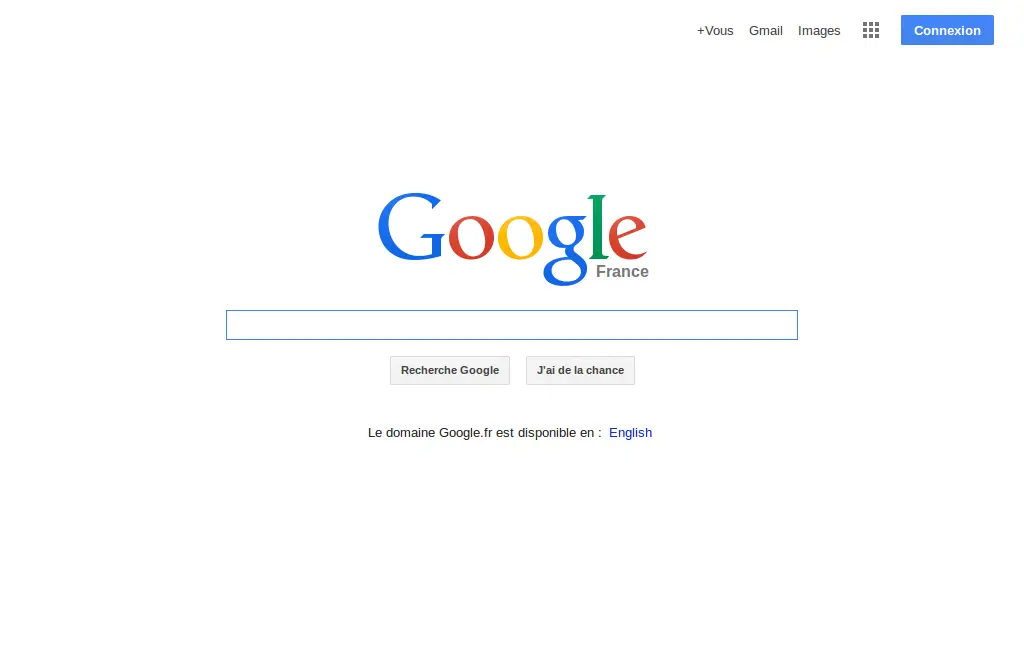 +Vous Gmail Images Connexion
Google
France
Recherche Google J'ai de la chance
Le domaine Google.fr est disponible en : English